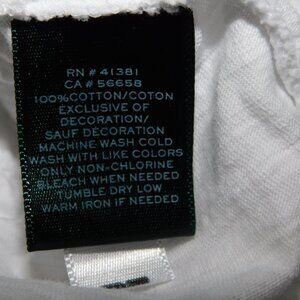 RN # 41381
CA # 56658
100% COTTON/COTON
EXCLUSIVE OF
DECORATION/
SAUF DÉCORATION
MACHINE WASH COLD
WASH WITH LIKE COLORS
ONLY NON-CHLORINE
BLEACH WHEN NEEDED
TUMBLE DRY LOW
WARM IRON IF NEEDED